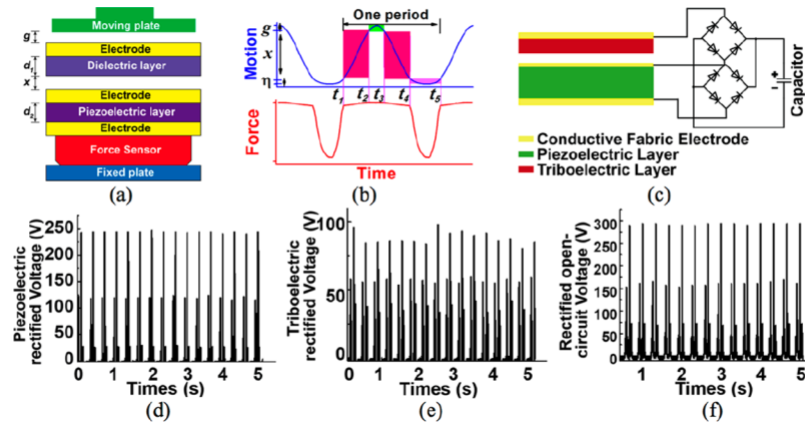 Moving plate
g
Electrode
d1
Dielectric layer
x
Electrode
d2
Piezoelectric layer
Electrode
Force Sensor
Fixed plate
(a)
One period
g
x
η
Motion
t1 t2 t3 t4 t5
Force
Time
(b)
Capacitor
- +
Conductive Fabric Electrode
Piezoelectric Layer
Triboelectric Layer
(c)
Piezoelectric
rectified Voltage (V)
250
200
150
100
50
0
0 1 2 3 4 5
Times (s)
(d)
Triboelectric
rectified Voltage (V)
100
50
0
0 1 2 3 4 5
Times (s)
(e)
Rectified open-
circuit Voltage (V)
300
250
200
150
100
50
0
1 2 3 4 5
Times (s)
(f)